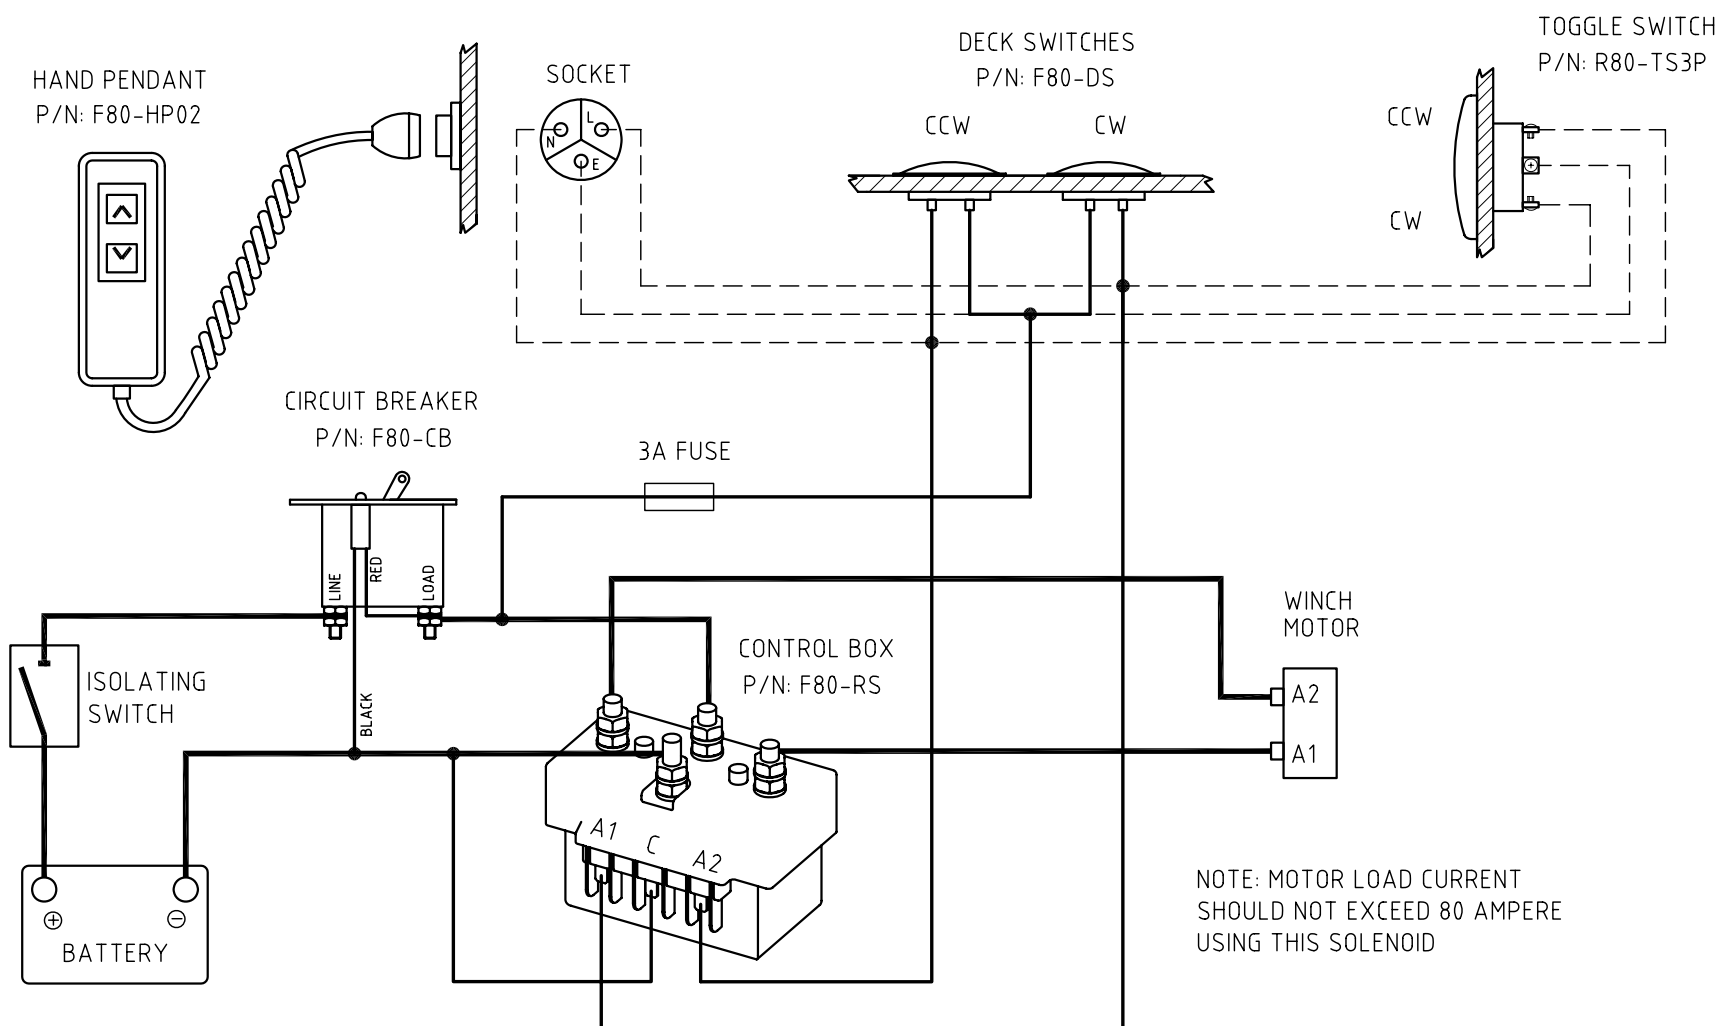 HAND PENDANT
P/N: F80-HP02
SOCKET
N
L
E
DECK SWITCHES
P/N: F80-DS
CCW
CW
TOGGLE SWITCH
P/N: R80-TS3P
CCW
CW
CIRCUIT BREAKER
P/N: F80-CB
LINE
RED
LOAD
BLACK
3A FUSE
ISOLATING
SWITCH
CONTROL BOX
P/N: F80-RS
WINCH
MOTOR
A2
A1
A1
C
A2
+
−
BATTERY
NOTE: MOTOR LOAD CURRENT
SHOULD NOT EXCEED 80 AMPERE
USING THIS SOLENOID